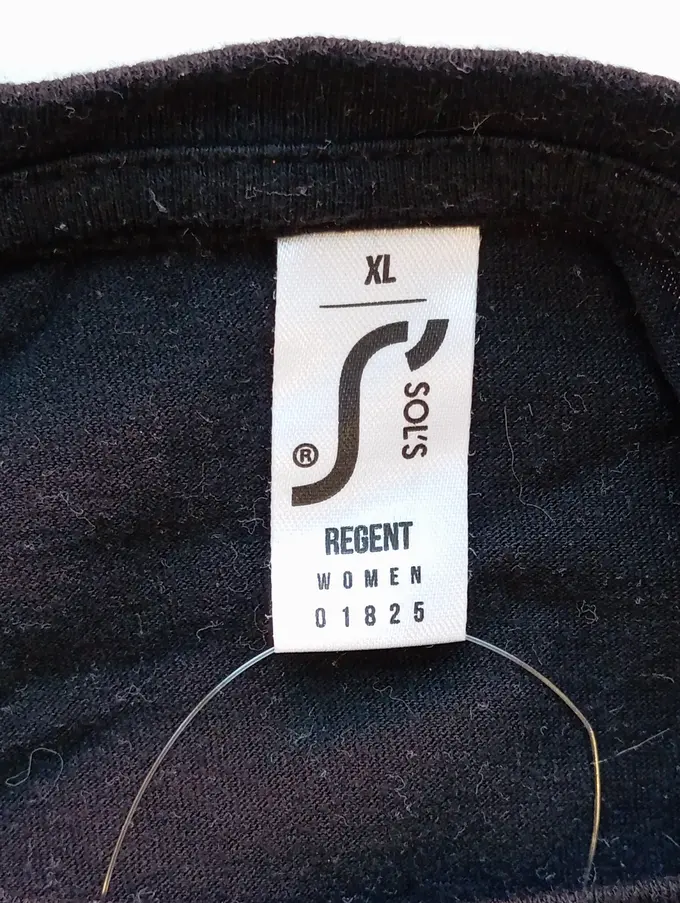 XL
SOL'S
®
REGENT
WOMEN
01825